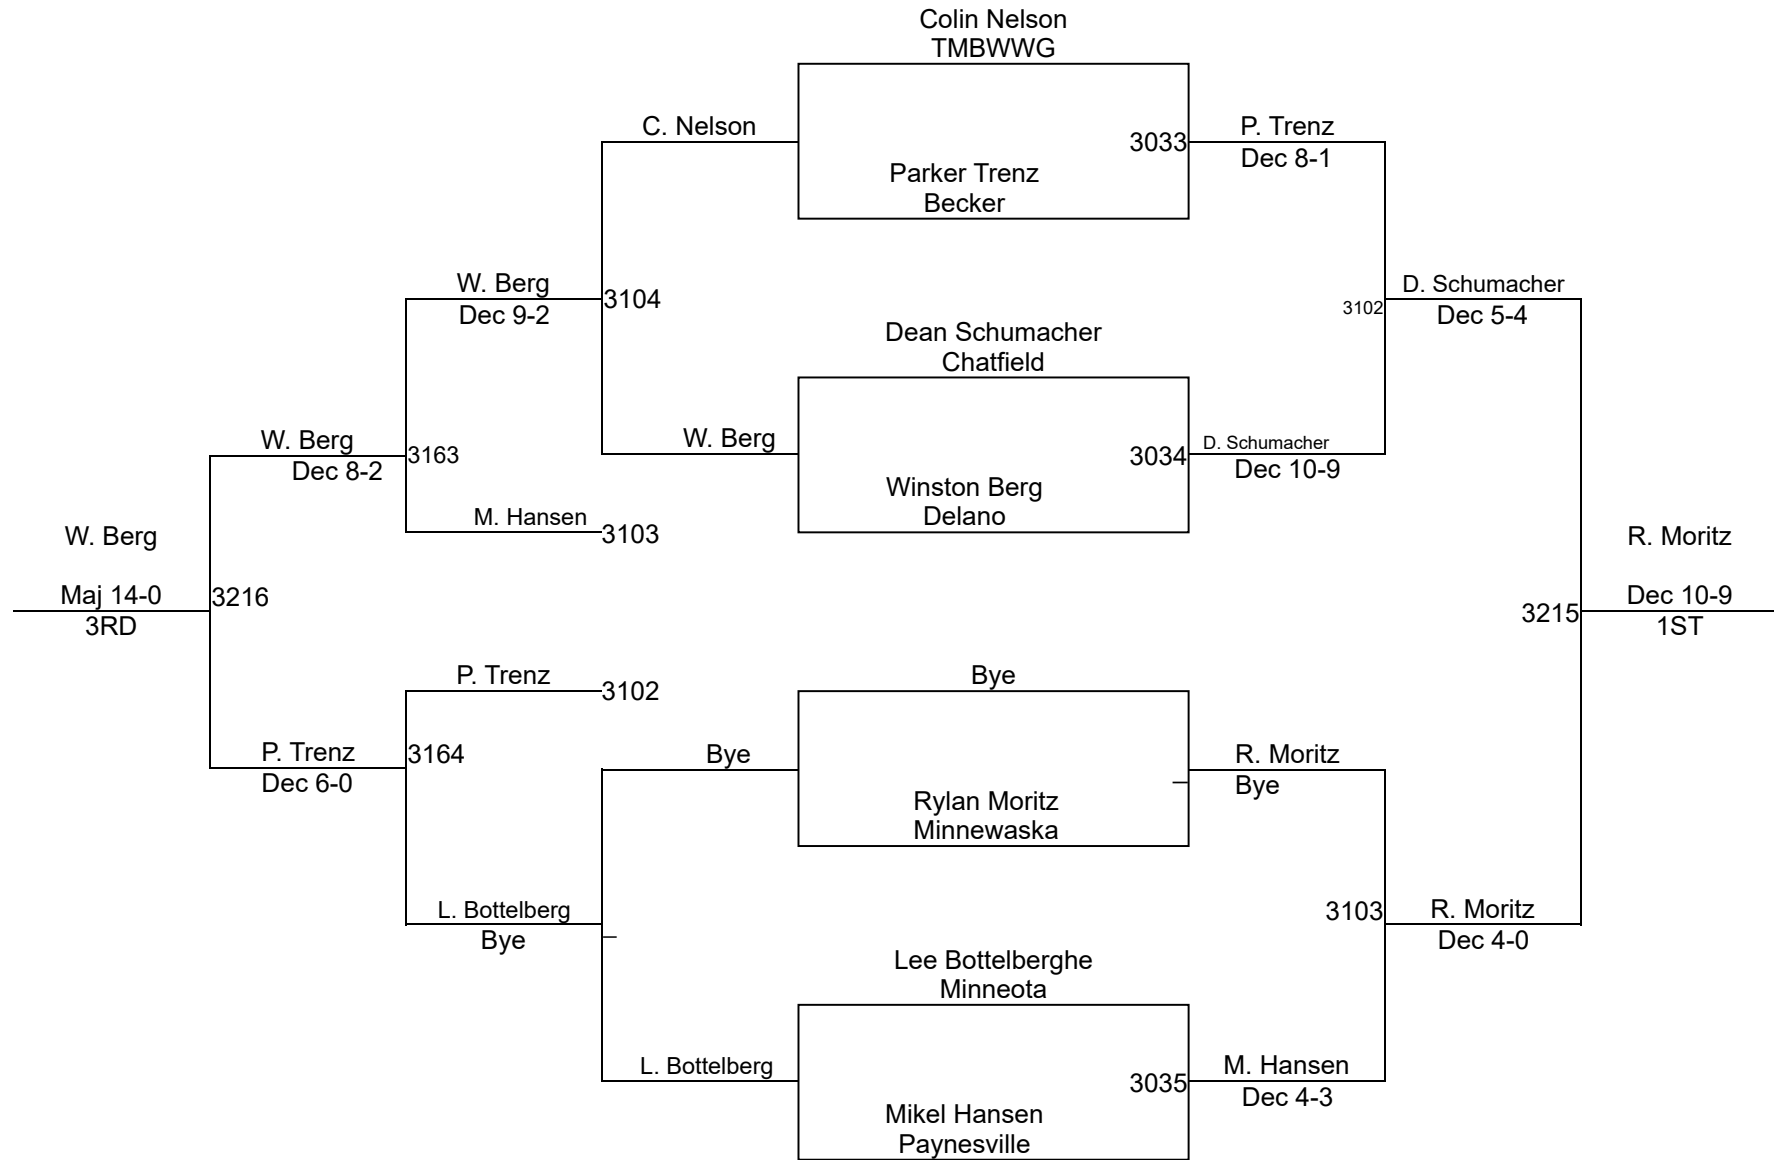 Colin Nelson
TMBWWG
C. Nelson
3033
P. Trenz
Dec 8-1
Parker Trenz
Becker
W. Berg
Dec 9-2
3104
3102
D. Schumacher
Dec 5-4
Dean Schumacher
Chatfield
W. Berg
Dec 8-2
3163
W. Berg
3034
D. Schumacher
Dec 10-9
Winston Berg
Delano
M. Hansen
3103
W. Berg
Maj 14-0
3RD
3216
R. Moritz
Dec 10-9
1ST
3215
P. Trenz
3102
Bye
P. Trenz
Dec 6-0
3164
Bye
R. Moritz
Bye
Rylan Moritz
Minnewaska
L. Bottelberg
Bye
3103
R. Moritz
Dec 4-0
Lee Bottelberghe
Minneota
L. Bottelberg
3035
M. Hansen
Dec 4-3
Mikel Hansen
Paynesville